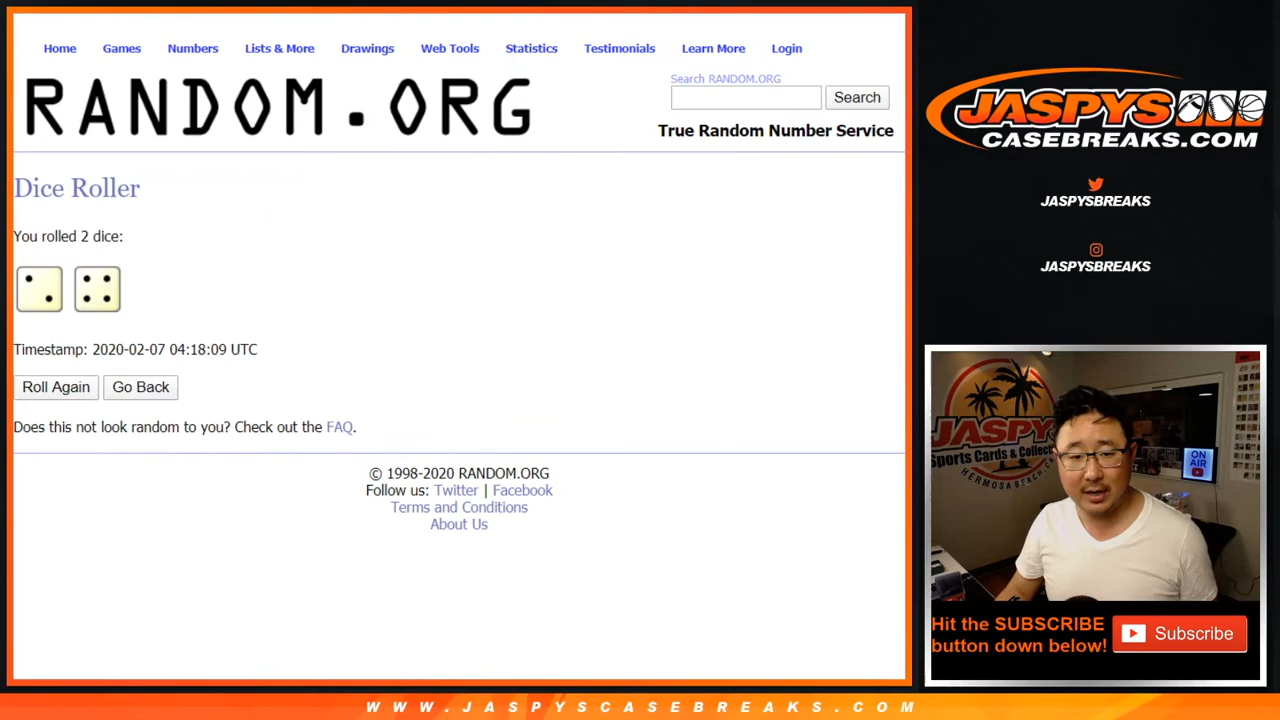 Home Games Numbers Lists & More Drawings Web Tools Statistics Testimonials Learn More Login
RANDOM.ORG
Search RANDOM.ORG
Search
True Random Number Service
Dice Roller
You rolled 2 dice:
Timestamp: 2020-02-07 04:18:09 UTC
Roll Again Go Back
Does this not look random to you? Check out the FAQ.
© 1998-2020 RANDOM.ORG
Follow us: Twitter | Facebook
Terms and Conditions
About Us
JASPYS
CASEBREAKS.COM
JASPYSBREAKS
JASPYSBREAKS
JASPYS
Sports Cards & Collect
HERMOSA BEACH, CA
ON
AIR
Hit the SUBSCRIBE
button down below!
Subscribe
WWW.JASPYSCASEBREAKS.COM